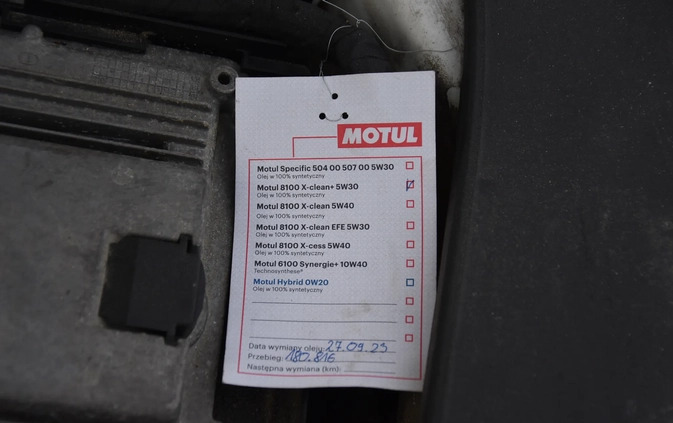 MOTUL
Motul Specific 504 00 507 00 5W30
Olej w 100% syntetyczny
Motul 8100 X-clean+ 5W30
Olej w 100% syntetyczny
Motul 8100 X-clean 5W40
Olej w 100% syntetyczny
Motul 8100 X-clean EFE 5W30
Olej w 100% syntetyczny
Motul 8100 X-cess 5W40
Olej w 100% syntetyczny
Motul 6100 Synergie+ 10W40
Technosynthese®
Motul Hybrid 0W20
Olej w 100% syntetyczny
Data wymiany oleju: 27.09.23
Przebieg: 180.816
Następna wymiana (km):